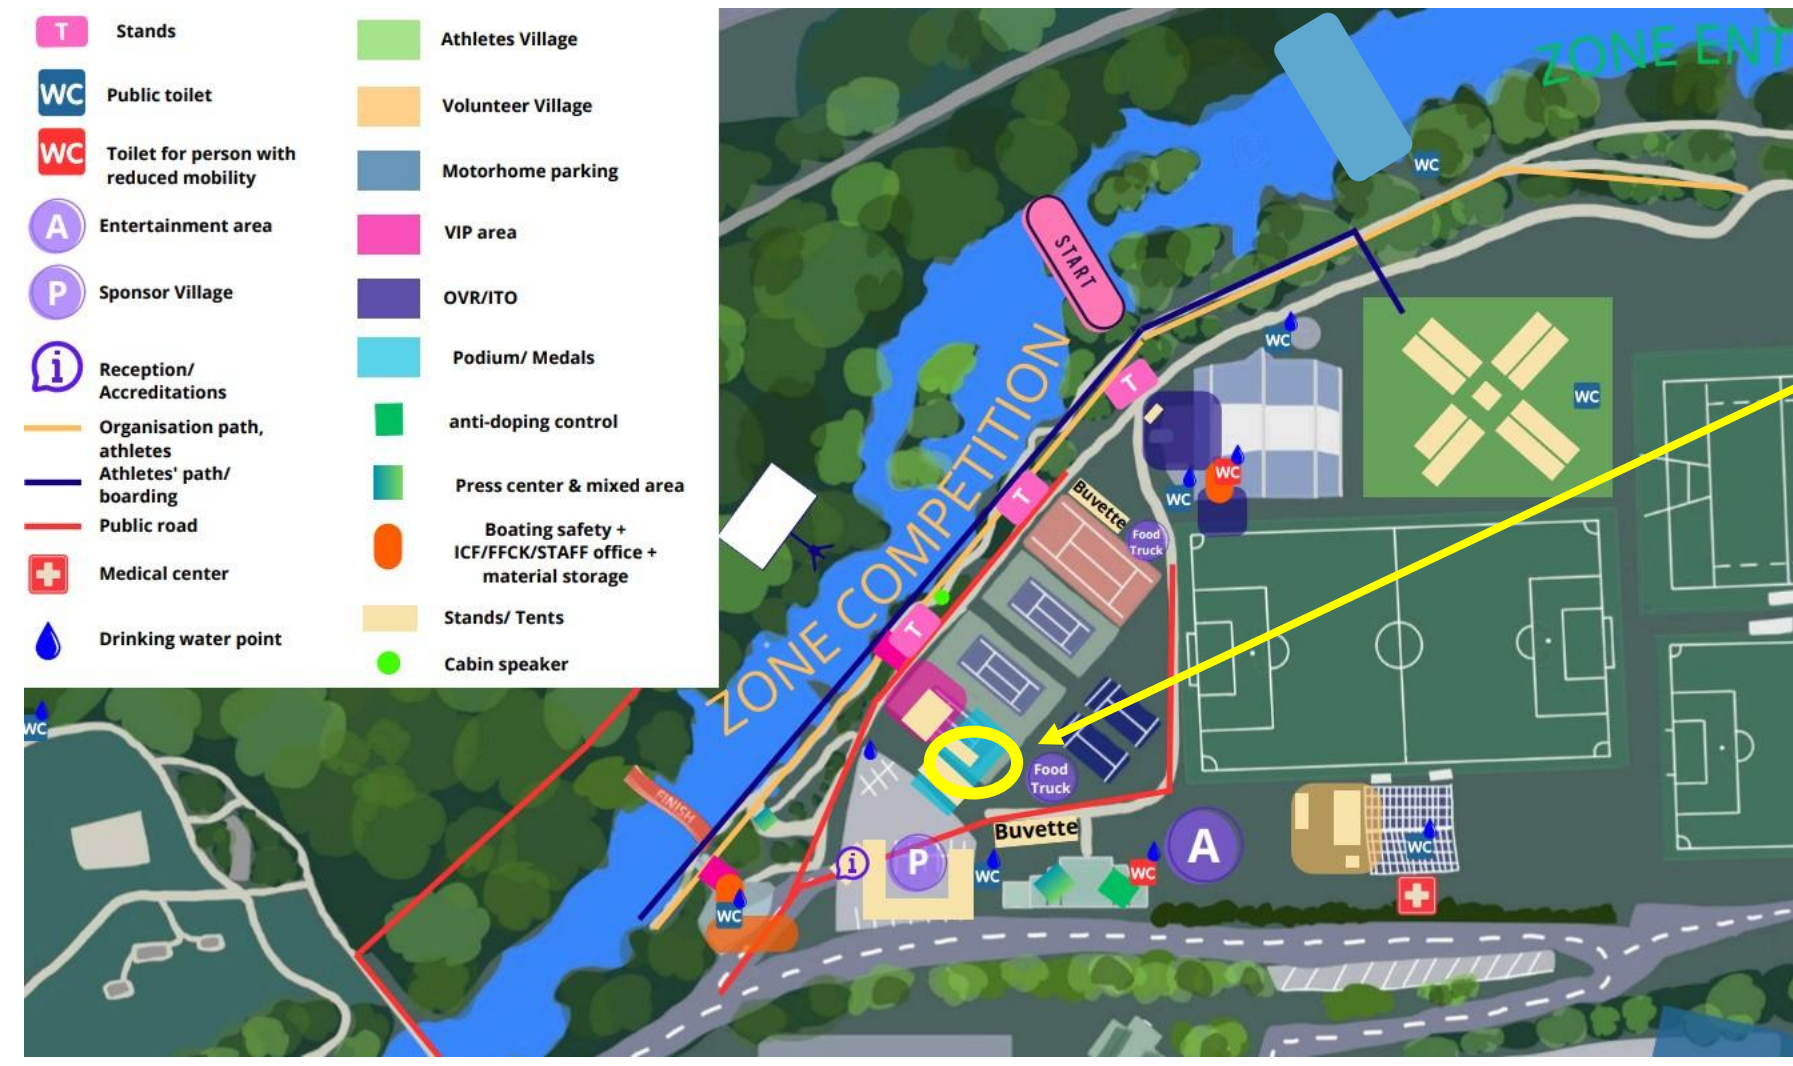 T Stands
WC Public toilet
WC Toilet for person with
reduced mobility
A Entertainment area
P Sponsor Village
i Reception/
Accreditations
Organisation path,
athletes
Athletes' path/
boarding
Public road
Medical center
Drinking water point
Athletes Village
Volunteer Village
Motorhome parking
VIP area
OVR/ITO
Podium/ Medals
anti-doping control
Press center & mixed area
Boating safety +
ICF/FFCK/STAFF office +
material storage
Stands/ Tents
Cabin speaker
ZONE ENT
WC
START
WC
ZONE COMPETITION
T
WC
WC
WC
T
Buvette
Food
Truck
T
WC
Food
Truck
FINISH
Buvette
A
WC
i
P
WC
WC
WC